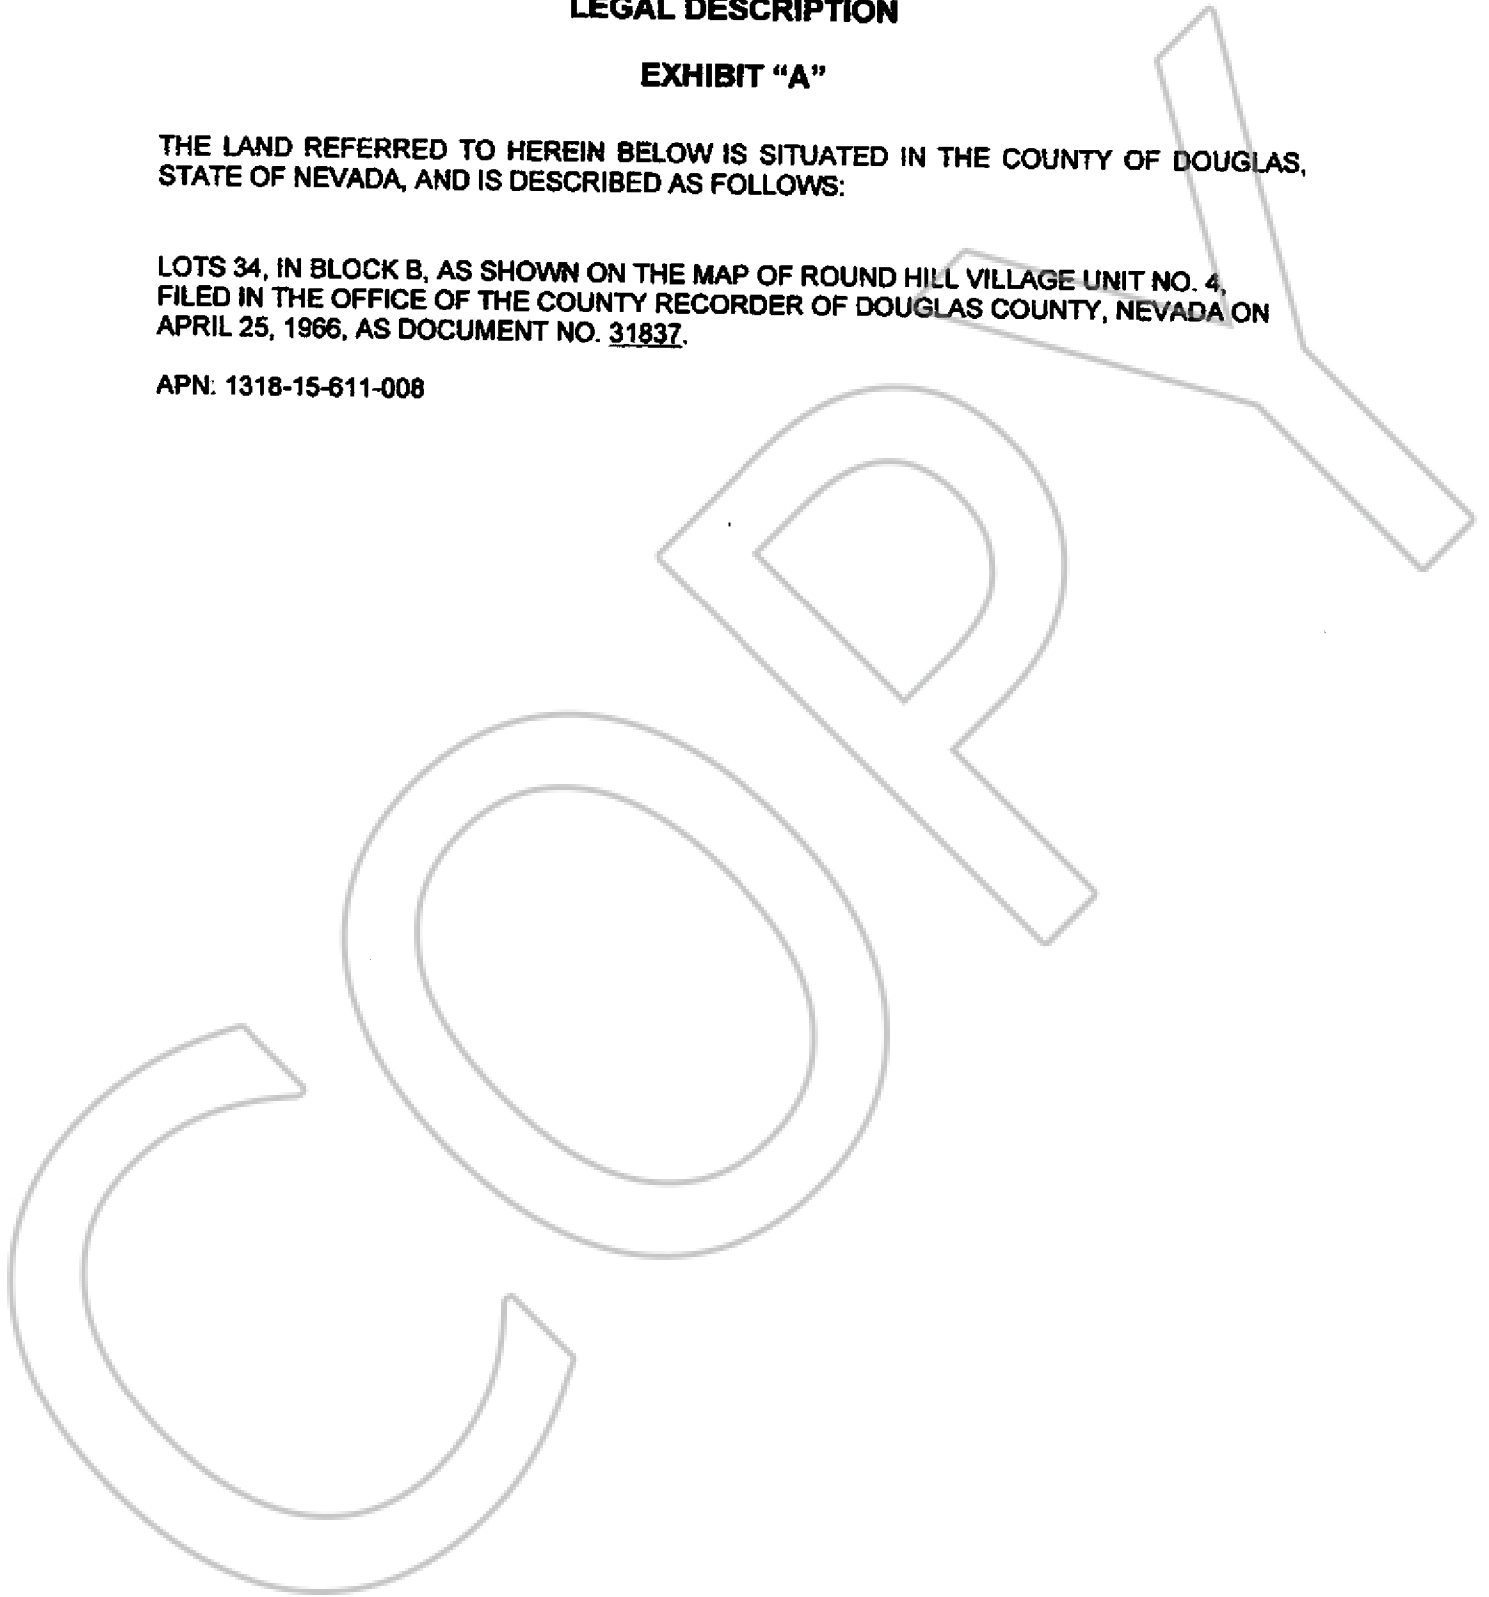 LEGAL DESCRIPTION
EXHIBIT “A”
THE LAND REFERRED TO HEREIN BELOW IS SITUATED IN THE COUNTY OF DOUGLAS,
STATE OF NEVADA, AND IS DESCRIBED AS FOLLOWS:
LOTS 34, IN BLOCK B, AS SHOWN ON THE MAP OF ROUND HILL VILLAGE UNIT NO. 4,
FILED IN THE OFFICE OF THE COUNTY RECORDER OF DOUGLAS COUNTY, NEVADA ON
APRIL 25, 1966, AS DOCUMENT NO. 31837.
APN: 1318-15-611-008
COPY